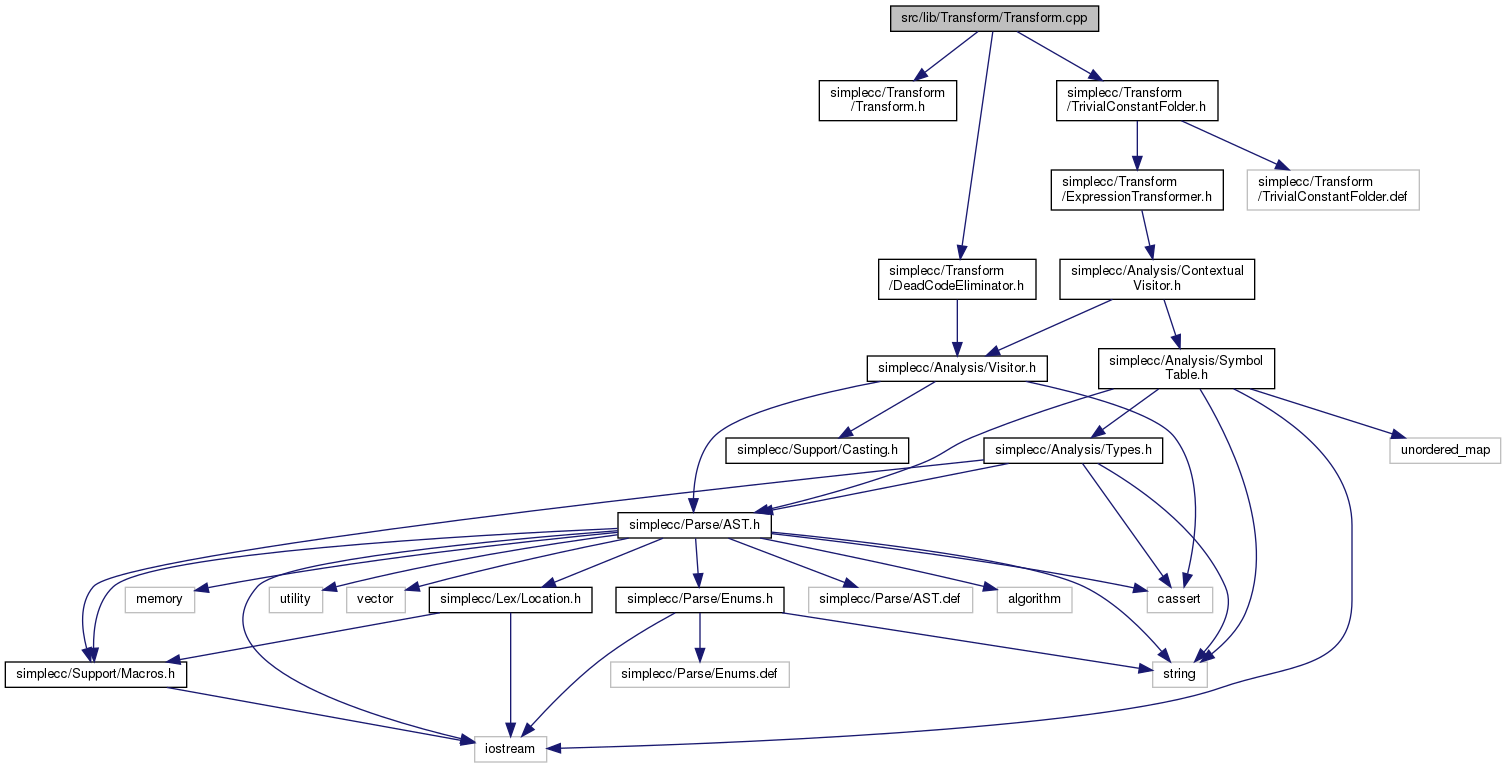 src/lib/Transform/Transform.cpp
simplecc/Transform
/Transform.h
simplecc/Transform
/TrivialConstantFolder.h
simplecc/Transform
/ExpressionTransformer.h
simplecc/Transform
/TrivialConstantFolder.def
simplecc/Transform
/DeadCodeEliminator.h
simplecc/Analysis/Contextual
Visitor.h
simplecc/Analysis/Visitor.h
simplecc/Analysis/Symbol
Table.h
simplecc/Support/Casting.h
simplecc/Analysis/Types.h
unordered_map
simplecc/Parse/AST.h
memory
utility
vector
simplecc/Lex/Location.h
simplecc/Parse/Enums.h
simplecc/Parse/AST.def
algorithm
cassert
simplecc/Support/Macros.h
simplecc/Parse/Enums.def
string
iostream